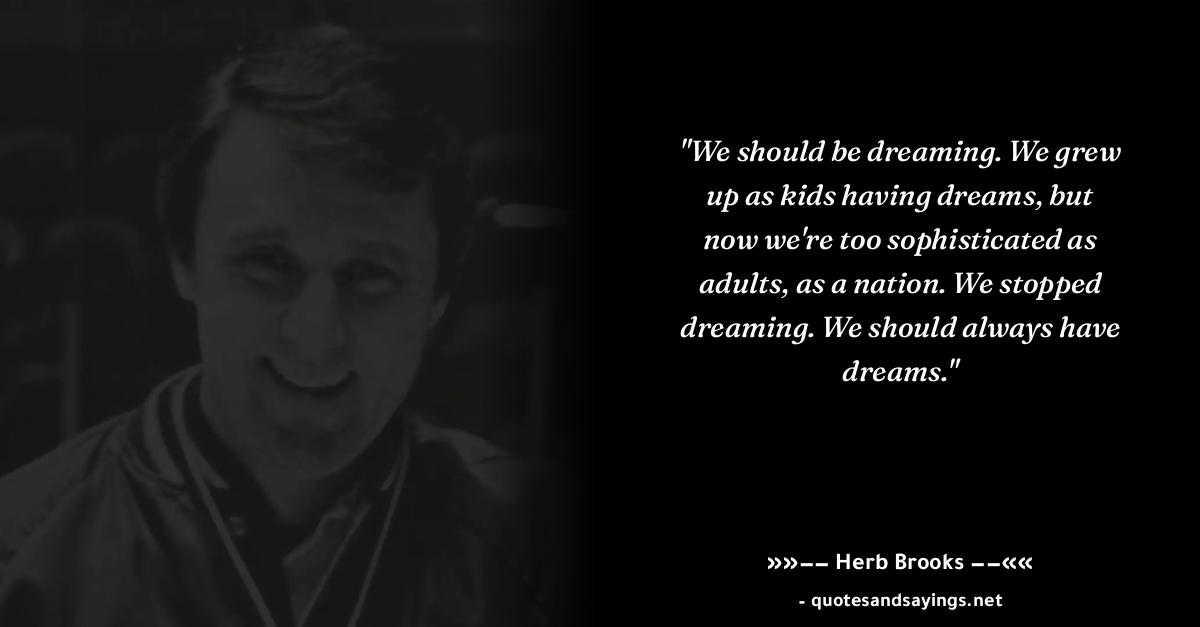 "We should be dreaming. We grew
up as kids having dreams, but
now we're too sophisticated as
adults, as a nation. We stopped
dreaming. We should always have
dreams."
»»−− Herb Brooks −−««
- quotesandsayings.net